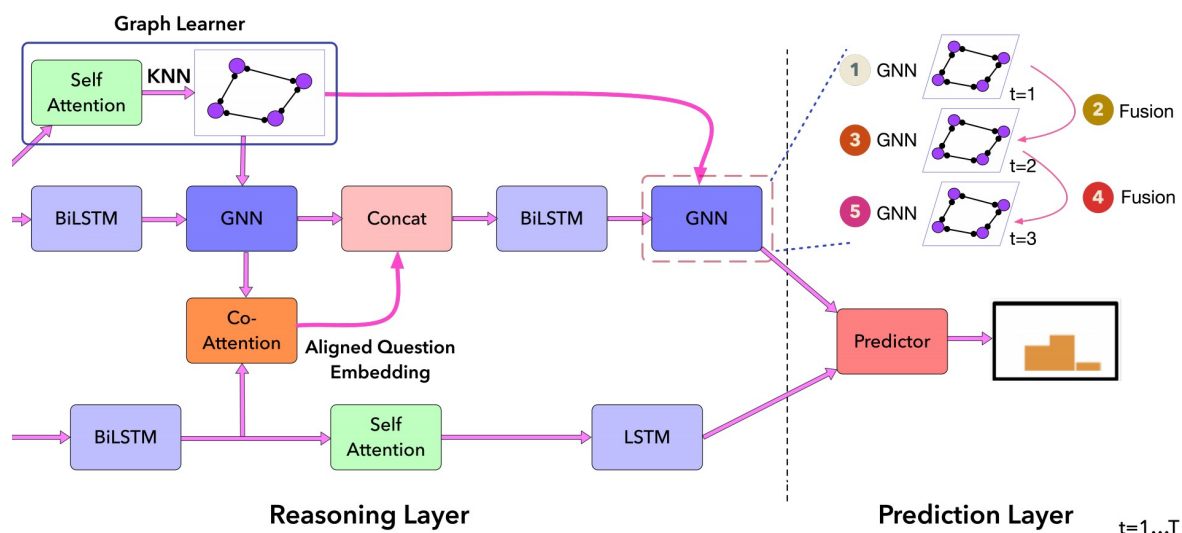 Graph Learner
Self
Attention
KNN
1 GNN
t=1
2 Fusion
3 GNN
t=2
4 Fusion
5 GNN
t=3
BiLSTM
GNN
Concat
BiLSTM
GNN
Co-
Attention
Aligned Question
Embedding
Predictor
BiLSTM
Self
Attention
LSTM
Reasoning Layer
Prediction Layer
t=1...T